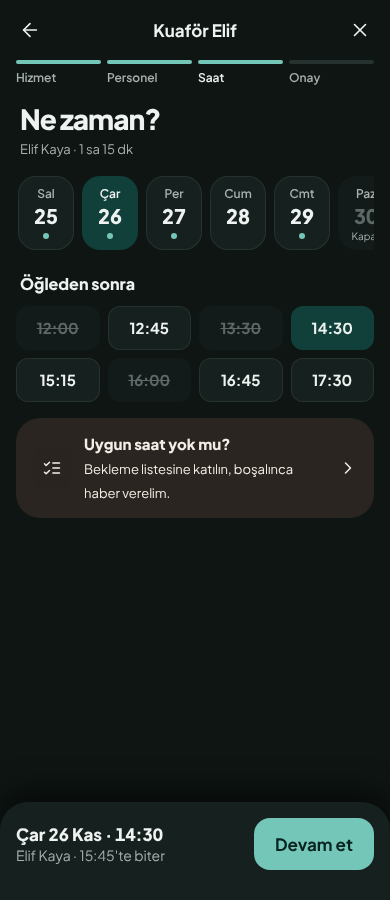 Kuaför Elif
Hizmet Personel Saat Onay
Ne zaman?
Elif Kaya · 1 sa 15 dk
Sal Çar Per Cum Cmt Paz
25 26 27 28 29 30
Öğleden sonra
12:00 12:45 13:30 14:30
15:15 16:00 16:45 17:30
Uygun saat yok mu?
Bekleme listesine katılın, boşalınca
haber verelim.
Çar 26 Kas · 14:30
Elif Kaya · 15:45'te biter
Devam et